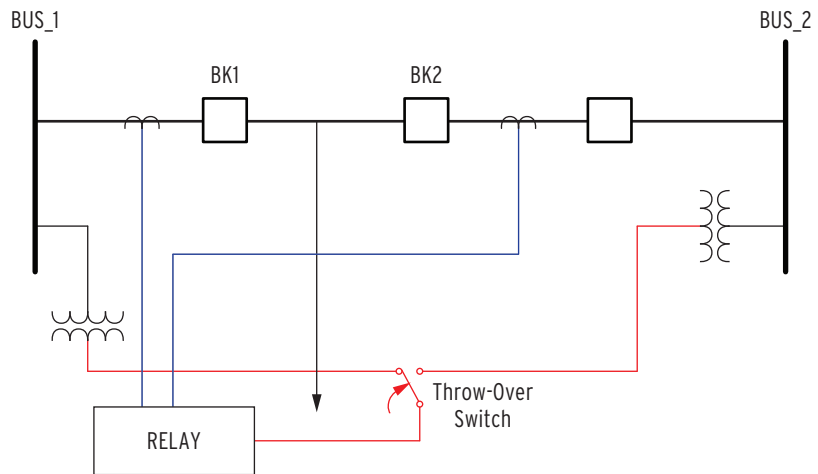 BUS_1
BUS_2
BK1
BK2
Throw-Over
Switch
RELAY